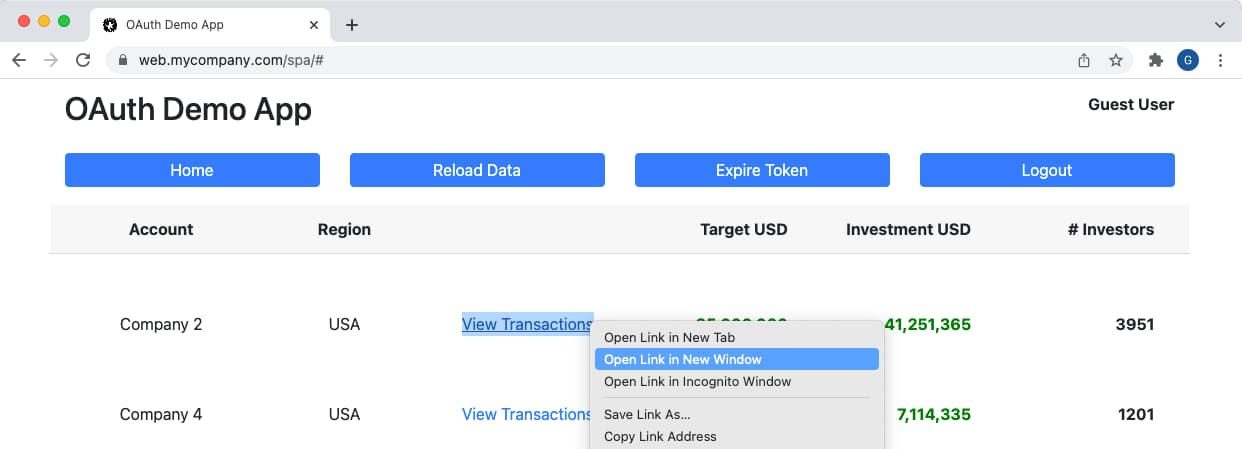 OAuth Demo App
web.mycompany.com/spa/#
G
OAuth Demo App
Guest User
Home Reload Data Expire Token Logout
Account Region Target USD Investment USD # Investors
Company 2 USA View Transactions 41,251,365 3951
Open Link in New Tab
Open Link in New Window
Open Link in Incognito Window
Company 4 USA View Transactions 7,114,335 1201
Save Link As...
Copy Link Address